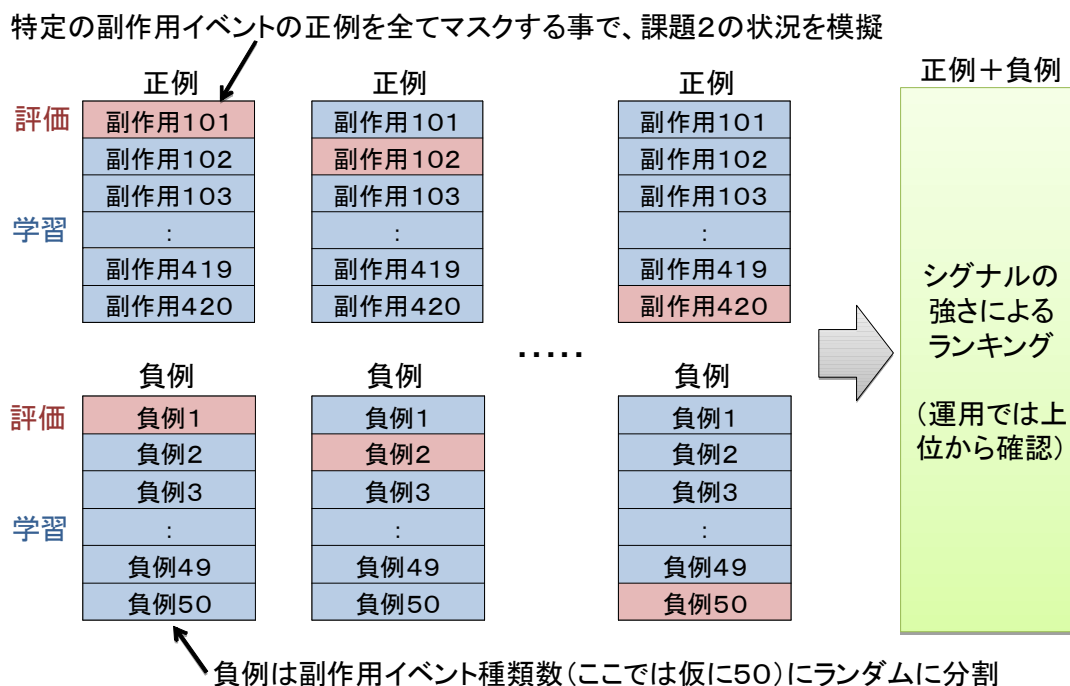 特定の副作用イベントの正例を全てマスクする事で、課題2の状況を模擬
正例
評価
学習
副作用101
副作用102
副作用103
:
副作用419
副作用420
正例
副作用101
副作用102
副作用103
:
副作用419
副作用420
正例
副作用101
副作用102
副作用103
:
副作用419
副作用420
.....
負例
評価
学習
負例1
負例2
負例3
:
負例49
負例50
負例
負例1
負例2
負例3
:
負例49
負例50
負例
負例1
負例2
負例3
:
負例49
負例50
正例+負例
シグナルの
強さによる
ランキング
(運用では上
位から確認)
負例は副作用イベント種類数(ここでは仮に50)にランダムに分割